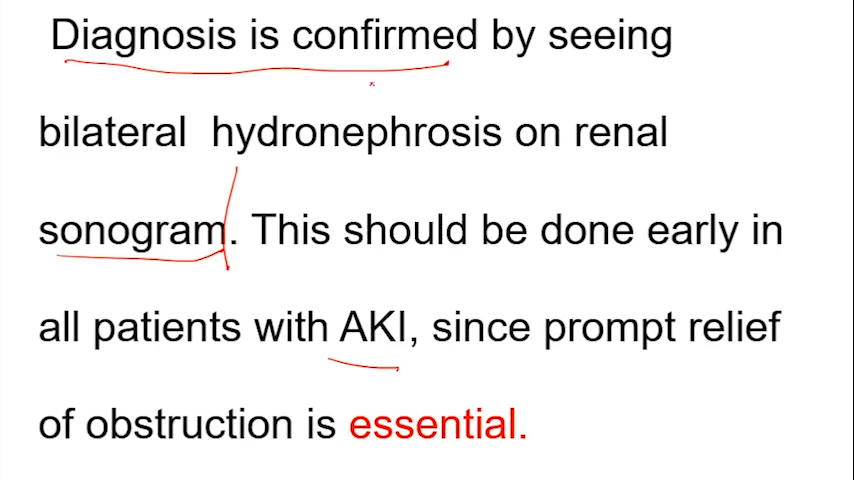 Diagnosis is confirmed by seeing
bilateral hydronephrosis on renal
sonogram. This should be done early in
all patients with AKI, since prompt relief
of obstruction is essential.